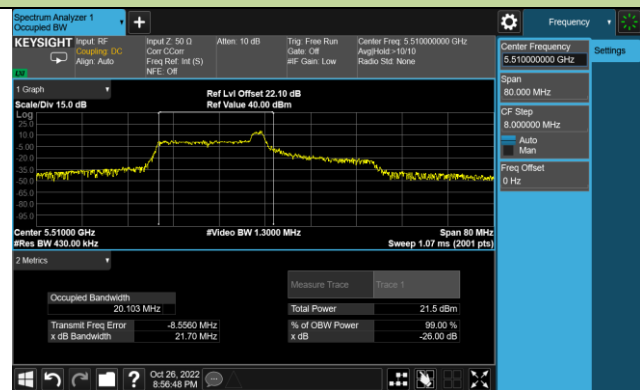 Spectrum Analyzer 1
Occupied BW
Frequency
KEYSIGHT
Input: RF
Coupling: DC
Align: Auto
Input Z: 50 Ω
Corr CCorr
Freq Ref: Int (S)
NFE: Off
Atten: 10 dB
Trig: Free Run
Gate: Off
#IF Gain: Low
Center Freq: 5.510000000 GHz
Avg|Hold:>10/10
Radio Std: None
Center Frequency
5.510000000 GHz
Settings
Span
80.000 MHz
CF Step
8.000000 MHz
Auto
Man
Freq Offset
0 Hz
1 Graph
Scale/Div 15.0 dB
Ref Lvl Offset 22.10 dB
Ref Value 40.00 dBm
Log
25.0
10.0
-5.00
-20.0
-35.0
-50.0
-65.0
-80.0
-95.0
Center 5.51000 GHz
#Res BW 430.00 kHz
#Video BW 1.3000 MHz
Span 80 MHz
Sweep 1.07 ms (2001 pts)
2 Metrics
Measure Trace
Trace 1
Occupied Bandwidth
20.103 MHz
Total Power
21.5 dBm
Transmit Freq Error
-8.5560 MHz
% of OBW Power
99.00 %
x dB Bandwidth
21.70 MHz
x dB
-26.00 dB
?
Oct 26, 2022
8:56:48 PM